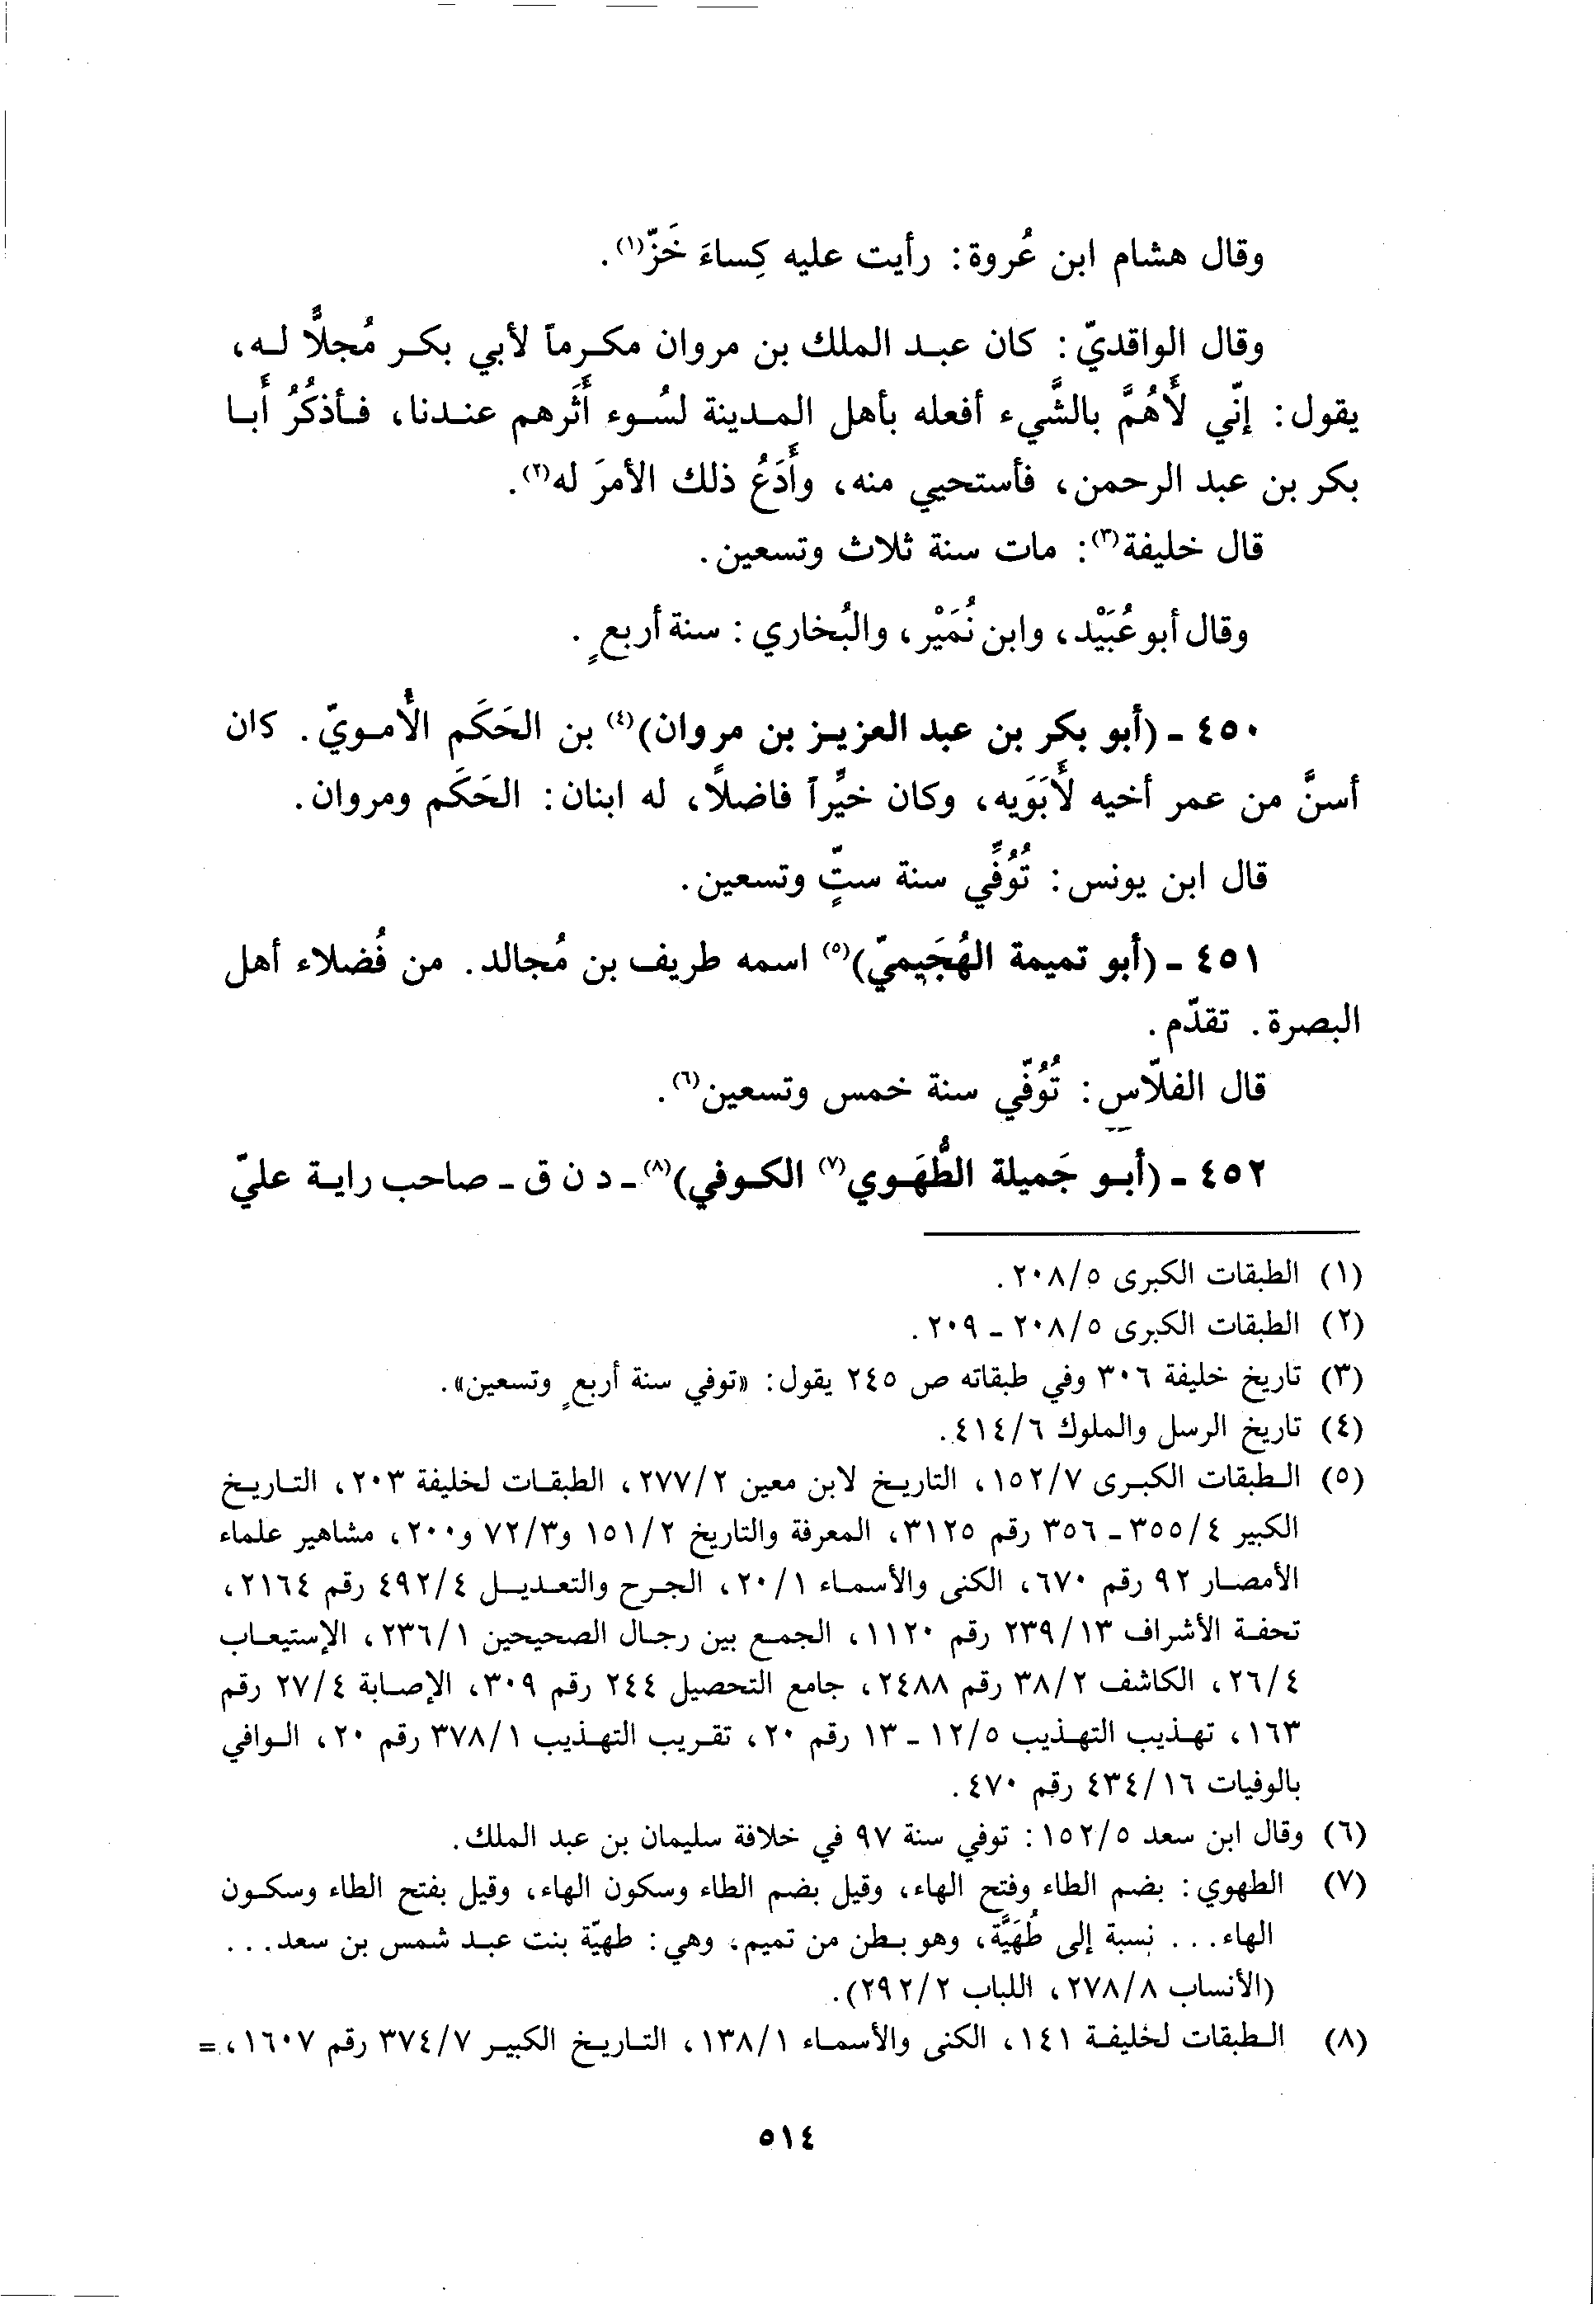 وقال هشام ابن عُروة: رأيت عليه كِساءَ خَزّ(١).
وقال الواقديّ: كان عبد الملك بن مروان مكرماً لأبي بكر مُجلاًّ له،
يقول: إنّي لأَهُمَّ بالشَّيء أفعله بأهل المدينة لسُوء أَثَرهم عندنا، فأذكُرُ أَبا
بكر بن عبد الرحمن، فأستحيي منه، وأَدَعُ ذلك الأمرَ له(٢).
قال خليفة(٣): مات سنة ثلاث وتسعين.
وقال أبو عُبَيْد، وابن نُمَيْر، والبُخاري: سنة أربعٍ.
٤٥٠ - (أبو بكر بن عبد العزيز بن مروان)(٤) بن الحَكَم الأُمويّ. كان
أسنَّ من عمر أخيه لأَبَوَيه، وكان خيِّراً فاضلاً، له ابنان: الحَكَم ومروان.
قال ابن يونس: تُوُفِّي سنة ستٍّ وتسعين.
٤٥١ - (أبو تميمة الهُجَيميّ)(٥) اسمه طريف بن مُجالد. من فُضلاء أهل
البصرة. تقدّم.
قال الفلّاس: تُوُفّي سنة خمس وتسعين(٦).
٤٥٢ - (أبو جَميلة الطُّهَوي(٧) الكوفي)(٨) - د ن ق - صاحب راية عليّ
(١) الطبقات الكبرى ٢٠٨/٥.
(٢) الطبقات الكبرى ٢٠٨/٥ - ٢٠٩.
(٣) تاريخ خليفة ٣٠٦ وفي طبقاته ص ٢٤٥ يقول: «توفي سنة أربعٍ وتسعين».
(٤) تاريخ الرسل والملوك ٤١٤/٦.
(٥) الطبقات الكبرى ١٥٢/٧، التاريخ لابن معين ٢٧٧/٢، الطبقات لخليفة ٢٠٣، التاريخ
الكبير ٣٥٥/٤ - ٣٥٦ رقم ٣١٢٥، المعرفة والتاريخ ١٥١/٢ و٧٢/٣ و٢٠٠، مشاهير علماء
الأمصار ٩٢ رقم ٦٧٠، الكنى والأسماء ٢٠/١، الجرح والتعديل ٤٩٢/٤ رقم ٢١٦٤،
تحفة الأشراف ٢٣٩/١٣ رقم ١١٢٠، الجمع بين رجال الصحيحين ٢٣٦/١، الإستيعاب
٢٦/٤، الكاشف ٣٨/٢ رقم ٢٤٨٨، جامع التحصيل ٢٤٤ رقم ٣٠٩، الإصابة ٢٧/٤ رقم
١٦٣، تهذيب التهذيب ١٢/٥ - ١٣ رقم ٢٠، تقريب التهذيب ٣٧٨/١ رقم ٢٠، الوافي
بالوفيات ٤٣٤/١٦ رقم ٤٧٠.
(٦) وقال ابن سعد ١٥٢/٥: توفي سنة ٩٧ في خلافة سليمان بن عبد الملك.
(٧) الطهوي: بضم الطاء وفتح الهاء، وقيل بضم الطاء وسكون الهاء، وقيل بفتح الطاء وسكون
الهاء... نسبة إلى طُهَيَّة، وهو بطن من تميم، وهي: طهيّة بنت عبد شمس بن سعد...
(الأنساب ٢٧٨/٨، اللباب ٢٩٢/٢).
(٨) الطبقات لخليفة ١٤١، الكنى والأسماء ١٣٨/١، التاريخ الكبير ٣٧٤/٧ رقم ١٦٠٧، =
٥١٤